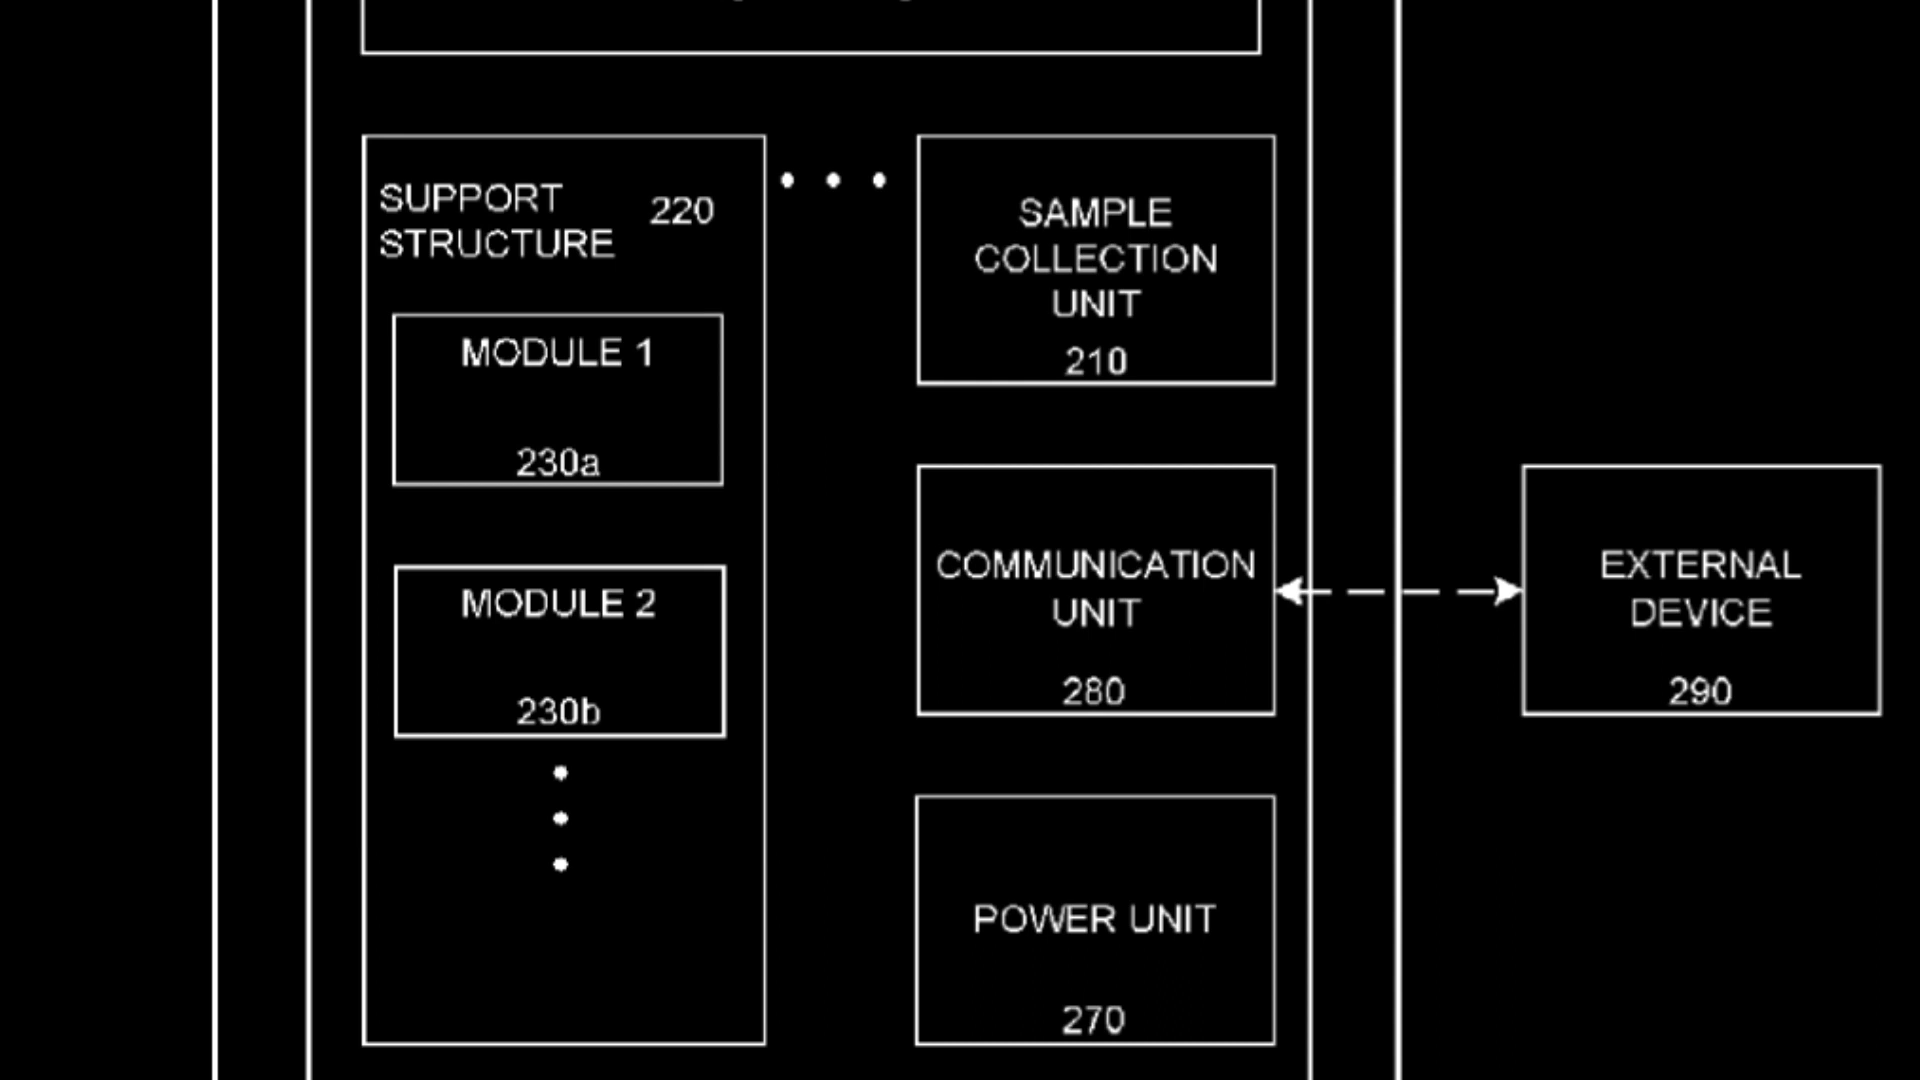 SUPPORT
STRUCTURE
220
MODULE 1
230a
MODULE 2
230b
SAMPLE
COLLECTION
UNIT
210
COMMUNICATION
UNIT
280
POWER UNIT
270
EXTERNAL
DEVICE
290